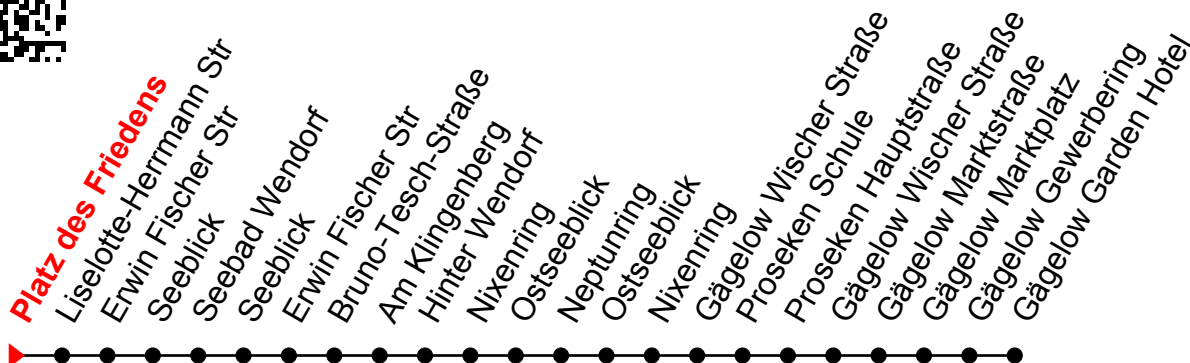 Platz des Friedens
Liselotte-Herrmann Str
Erwin Fischer Str
Seeblick
Seebad Wendorf
Seeblick
Erwin Fischer Str
Bruno-Tesch-Straße
Am Klingenberg
Hinter Wendorf
Nixenring
Ostseeblick
Neptunring
Ostseeblick
Nixenring
Gägelow Wischer Straße
Proseken Schule
Proseken Hauptstraße
Gägelow Wischer Straße
Gägelow Marktstraße
Gägelow Marktplatz
Gägelow Gewerbering
Gägelow Garden Hotel